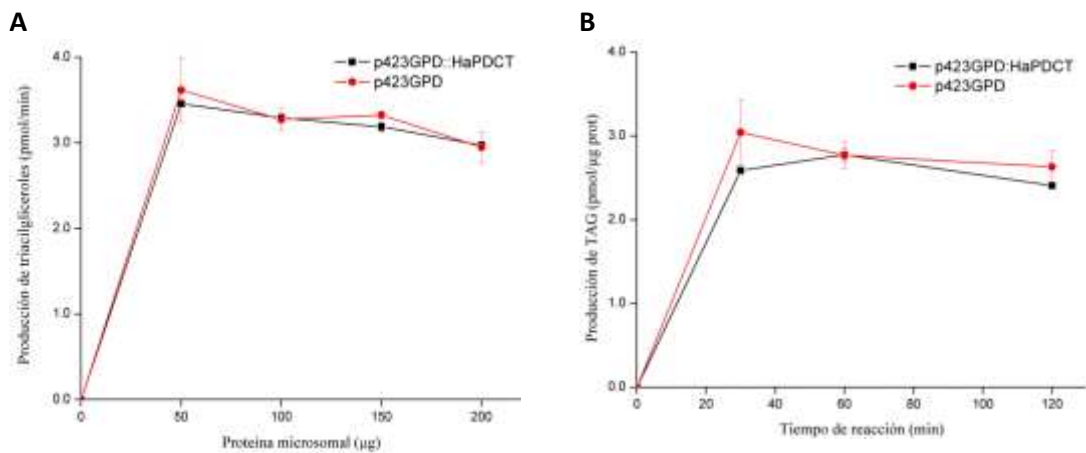 A
p423GPD::HaPDCT
p423GPD
Producción de triacilgliceroles (pmol/min)
4.0
3.0
2.0
1.0
0.0
0
50
100
150
200
Proteína microsomal (µg)
B
p423GPD:HaPDCT
p423GPD
Producción de TAG (pmol/µg prot)
4.0
3.0
2.0
1.0
0.0
0
20
40
60
80
100
120
Tiempo de reacción (min)